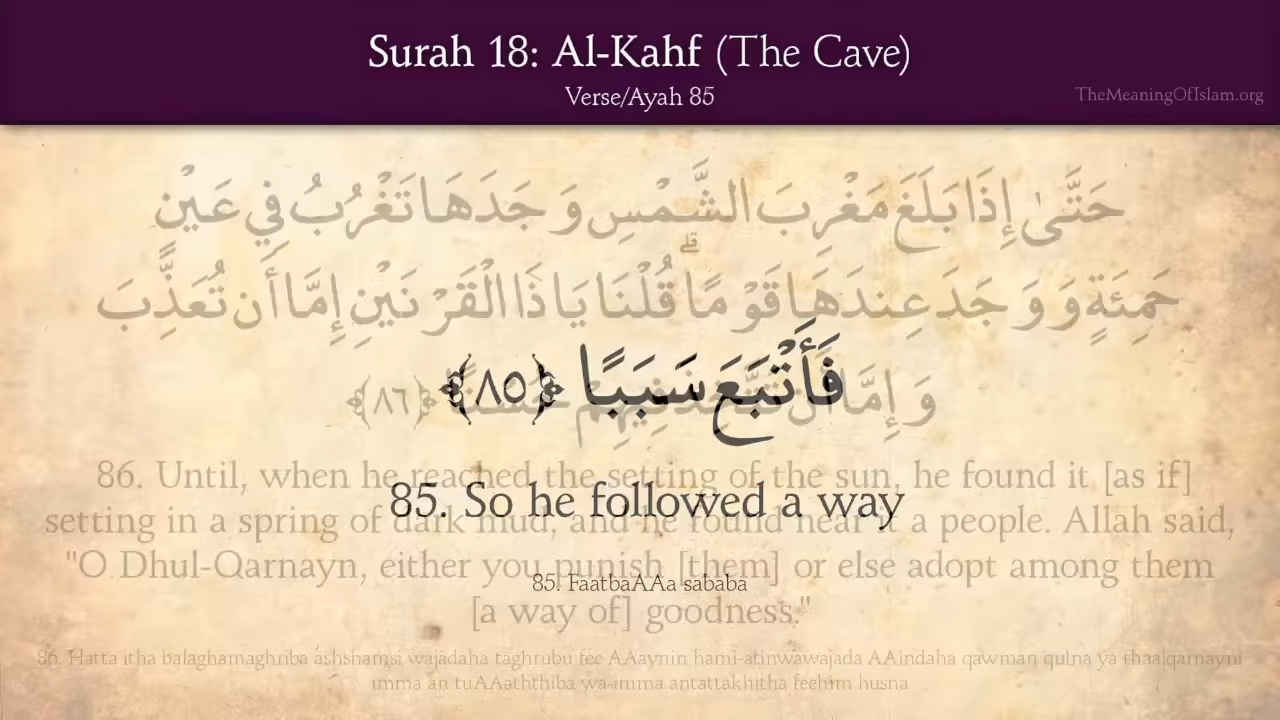 Surah 18: Al-Kahf (The Cave)
Verse/Ayah 85
TheMeaningOfIslam.org
حَتَّىٰ إِذَا بَلَغَ مَغْرِبَ الشَّمْسِ وَجَدَهَا تَغْرُبُ فِي عَيْنٍ
حَمِئَةٍ وَوَجَدَ عِندَهَا قَوْمًا ۗ قُلْنَا يَا ذَا الْقَرْنَيْنِ إِمَّا أَن تُعَذِّبَ
فَأَتْبَعَ سَبَبًا ﴿٨٥﴾
وَإِمَّا أَن تَتَّخِذَ فِيهِمْ حُسْنًا ﴿٨٦﴾
86. Until, when he reached the setting of the sun, he found it [as if]
85. So he followed a way
setting in a spring of dark mud, and he found near it a people. Allah said,
"O Dhul-Qarnayn, either you punish [them] or else adopt among them
85. FaatbaAAa sababa
[a way of] goodness."
86. Hatta itha balaghamaghriba ashshamsi wajadaha taghrubu fee AAaynin hami-atinwawajada AAindaha qawman qulna ya thaalqarnayni
imma an tuAAaththiba wa-imma antattakhitha feehim husna